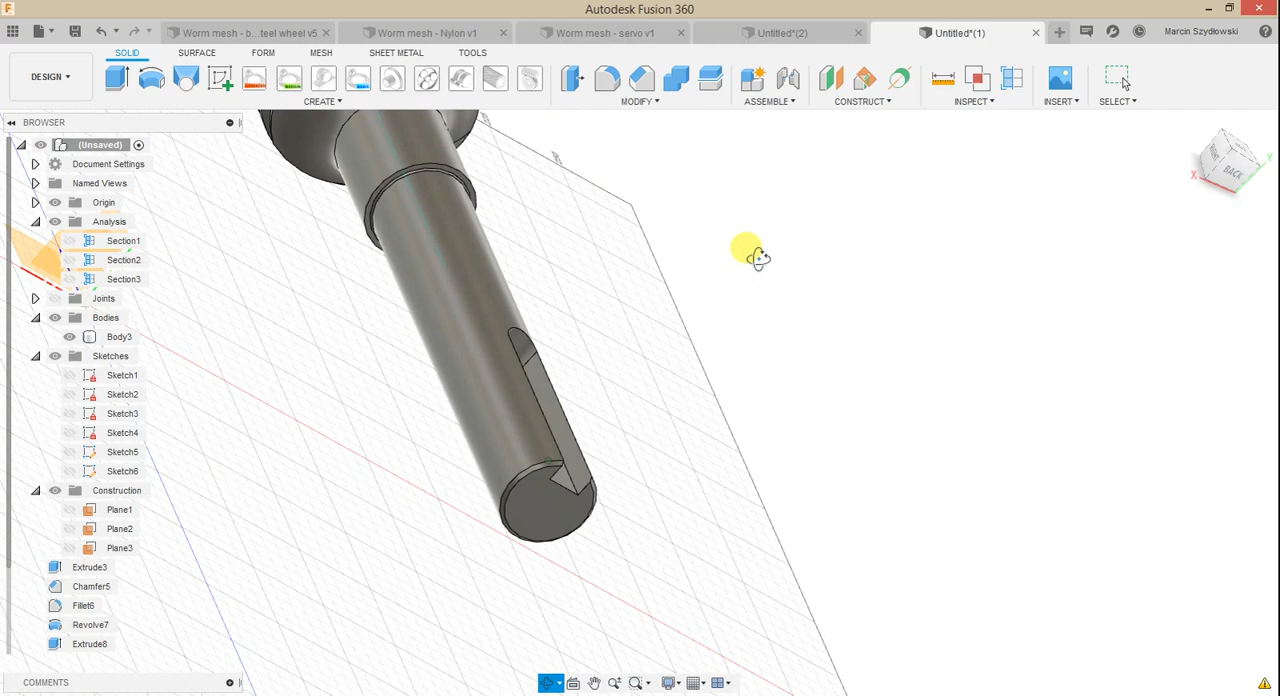 Autodesk Fusion 360
Worm mesh - b...teel wheel v5
Worm mesh - Nylon v1
Worm mesh - servo v1
Untitled*(2)
Untitled*(1)
Marcin Szydłowski
SOLID
SURFACE
FORM
MESH
SHEET METAL
TOOLS
DESIGN
CREATE
MODIFY
ASSEMBLE
CONSTRUCT
INSPECT
INSERT
SELECT
BROWSER
(Unsaved)
Document Settings
Named Views
Origin
Analysis
Section1
Section2
Section3
Joints
Bodies
Body3
Sketches
Sketch1
Sketch2
Sketch3
Sketch4
Sketch5
Sketch6
Construction
Plane1
Plane2
Plane3
Extrude3
Chamfer5
Fillet6
Revolve7
Extrude8
COMMENTS
X
Y
BACK